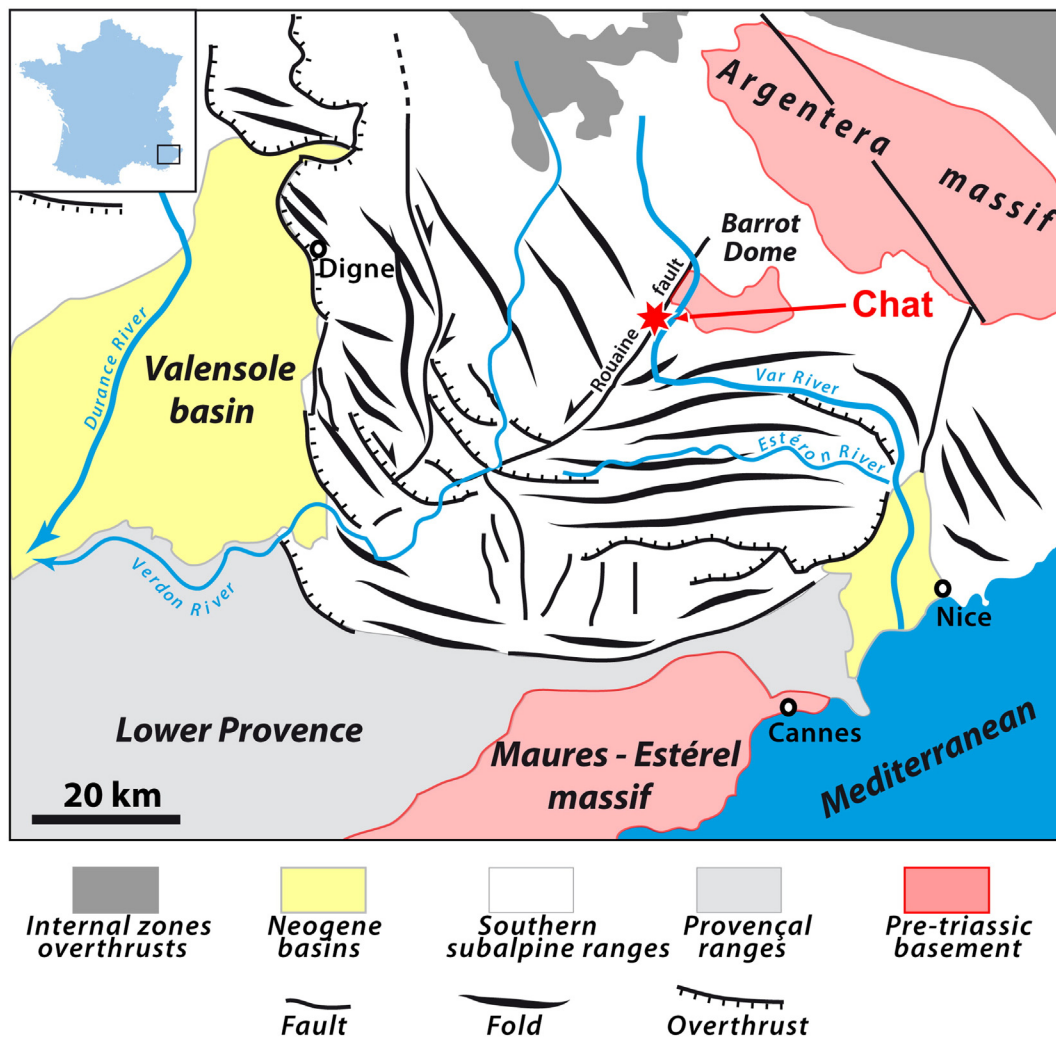 Argentera
massif
Barrot
Dome
Digne
fault
Chat
Rouaine
Durance River
Valensole
basin
Var River
Estéron River
Verdon River
Nice
Lower Provence
Cannes
Maures - Estérel
massif
Mediterranean
20 km
Internal zones
overthrusts
Neogene
basins
Southern
subalpine ranges
Provençal
ranges
Pre-triassic
basement
Fault
Fold
Overthrust